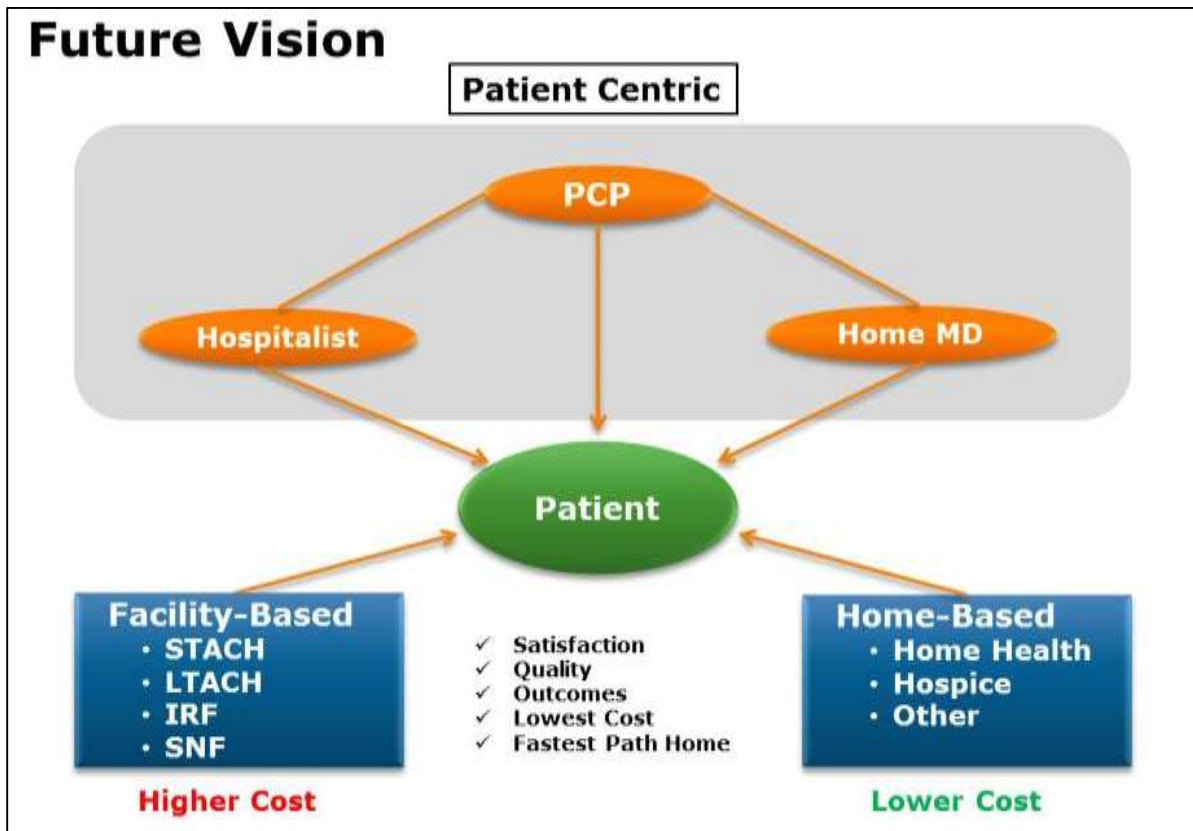 Future Vision
Patient Centric
PCP
Hospitalist
Home MD
Patient
Facility-Based
• STACH
• LTACH
• IRF
• SNF
Higher Cost
✓ Satisfaction
✓ Quality
✓ Outcomes
✓ Lowest Cost
✓ Fastest Path Home
Home-Based
• Home Health
• Hospice
• Other
Lower Cost